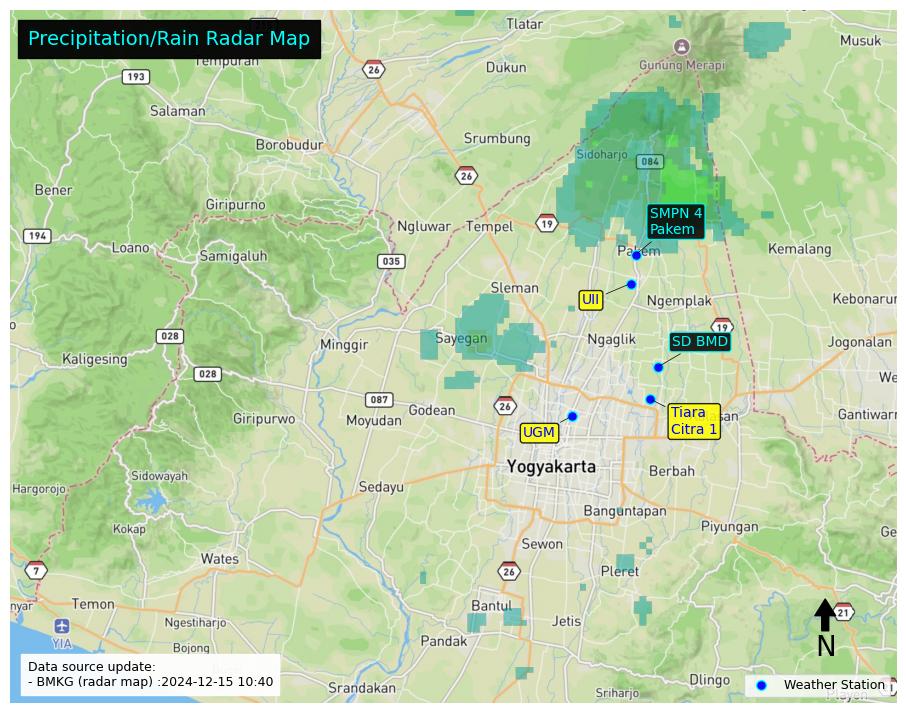 Precipitation/Rain Radar Map
Tlatar
Musuk
26
Gunung Merapi
Dukun
193
Salaman
Borobudur
Srumbung
Sidoharjo
084
26
Bener
Giripurno
SMPN 4
Pakem
19
Ngluwar
Tempel
194
Loano
Samigaluh
035
Pakem
Kemalang
Sleman
UII
Ngemplak
Kebonarum
19
028
Minggir
Sayegan
Ngaglik
SD BMD
Jogonalan
Kaligesing
028
087
Godean
26
Giripurwo
Moyudan
Tiara
Citra 1
UGM
Yogyakarta
Berbah
Sidowayah
Hargorojo
Sedayu
Banguntapan
Kokap
Piyungan
Sewon
Wates
7
26
Pleret
Temon
Bantul
21
Ngestiharjo
Jetis
YIA
Pandak
N
Bojong
Data source update:
- BMKG (radar map) :2024-12-15 10:40
Srandakan
Sriharjo
Dlingo
Weather Station